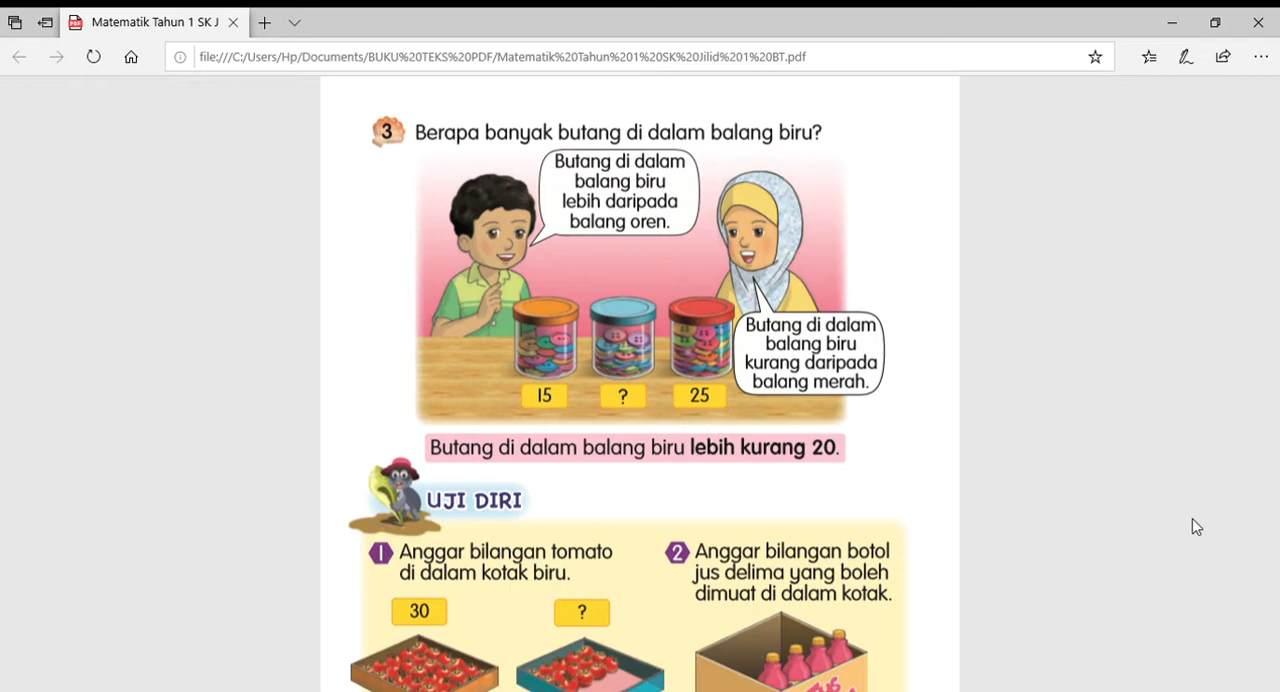 Matematik Tahun 1 SK J
file:///C:/Users/Hp/Documents/BUKU%20TEKS%20PDF/Matematik%20Tahun%201%20SK%20Jilid%201%20BT.pdf
3 Berapa banyak butang di dalam balang biru?
Butang di dalam
balang biru
lebih daripada
balang oren.
Butang di dalam
balang biru
kurang daripada
balang merah.
15 ? 25
Butang di dalam balang biru lebih kurang 20.
UJI DIRI
1 Anggar bilangan tomato
di dalam kotak biru.
30 ?
2 Anggar bilangan botol
jus delima yang boleh
dimuat di dalam kotak.